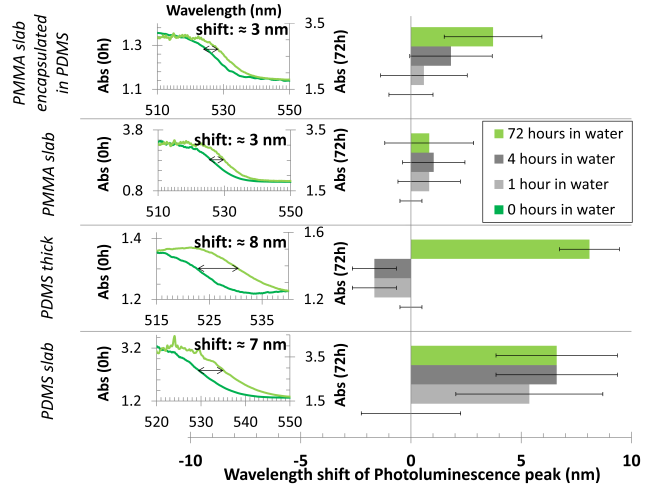 Wavelength (nm)
shift: ≈ 3 nm
PMMA slab
encapsulated
in PDMS
Abs (0h)
1.3
1.1
510
530
550
Abs (72h)
3.5
1.5
PMMA slab
shift: ≈ 3 nm
Abs (0h)
3.8
0.8
510
530
550
Abs (72h)
3.5
1.5
72 hours in water
4 hours in water
1 hour in water
0 hours in water
PDMS thick
shift: ≈ 8 nm
Abs (0h)
1.4
1.2
515
525
535
Abs (72h)
1.6
1.2
PDMS slab
shift: ≈ 7 nm
Abs (0h)
3.2
1.2
520
530
540
550
Abs (72h)
3.5
1.5
-10
-5
0
5
10
Wavelength shift of Photoluminescence peak (nm)